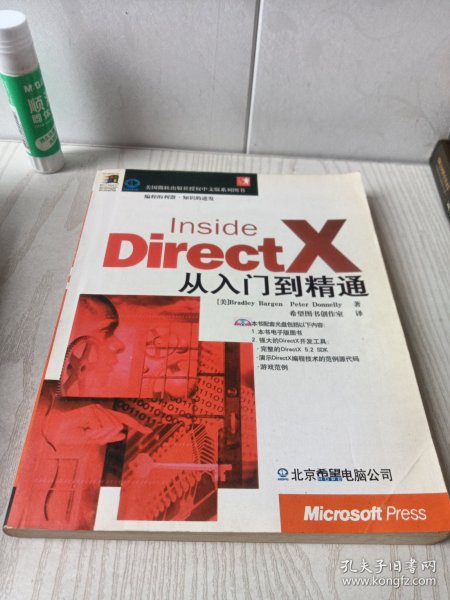 M&G
美国微软出版社授权中文版系列图书
编程的利器·知识的迸发
Inside
DirectX
从入门到精通
[美]Bradley Bargen Peter Donnelly 著
希望图书创作室 译
本书配套光盘包括以下内容:
1. 本书电子版图书
2. 强大的DirectX开发工具:
·完整的DirectX 5.2 SDK
·演示DirectX编程技术的范例源代码
·游戏范例
北京希望电脑公司
Microsoft Press
孔夫子旧书网
www.kongfz.com